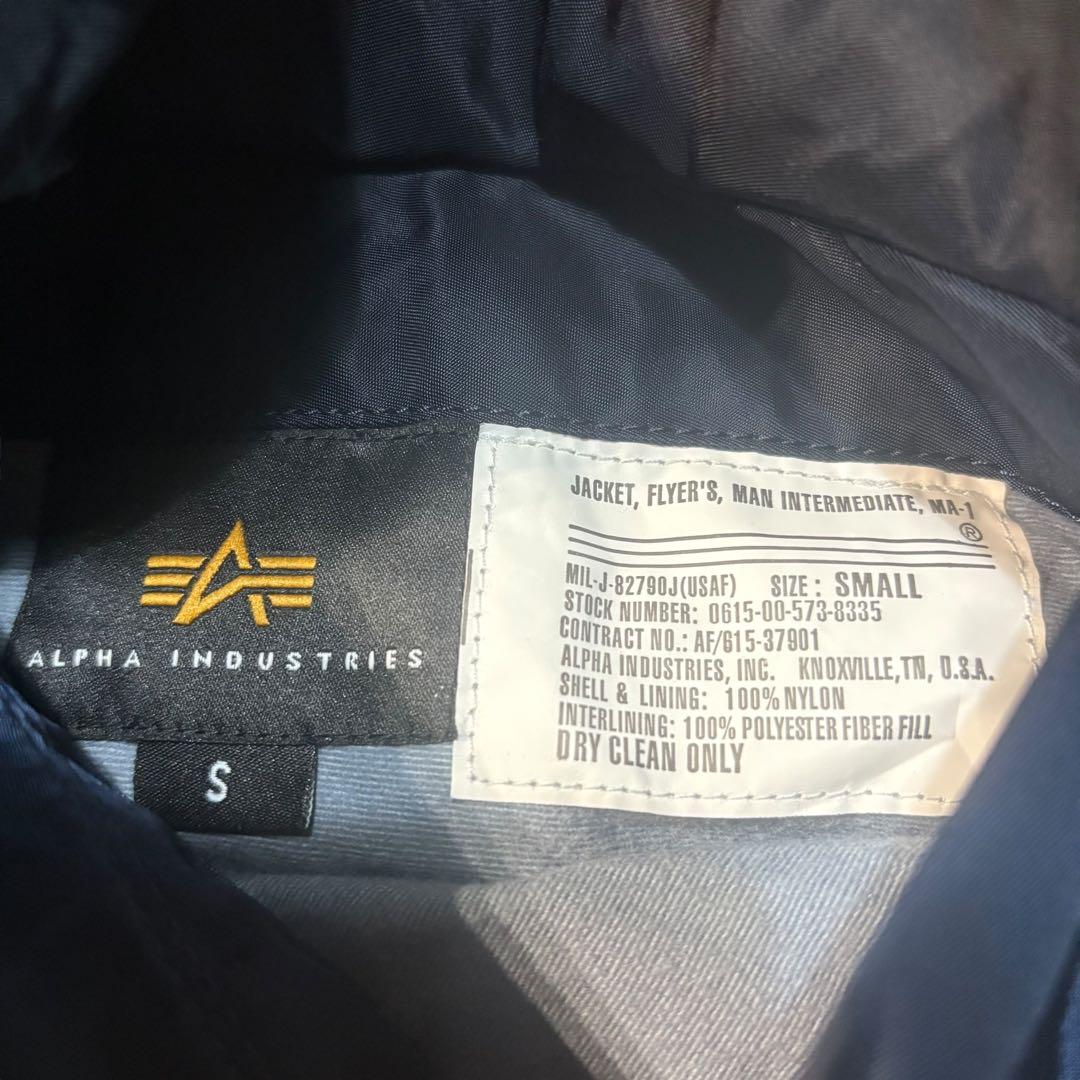 ALPHA INDUSTRIES
S
JACKET, FLYER'S, MAN INTERMEDIATE, MA-1
®
MIL-J-82790J(USAF) SIZE: SMALL
STOCK NUMBER: 0615-00-573-8335
CONTRACT NO.: AF/615-37901
ALPHA INDUSTRIES, INC. KNOXVILLE,TN, U.S.A.
SHELL & LINING: 100% NYLON
INTERLINING: 100% POLYESTER FIBER FILL
DRY CLEAN ONLY